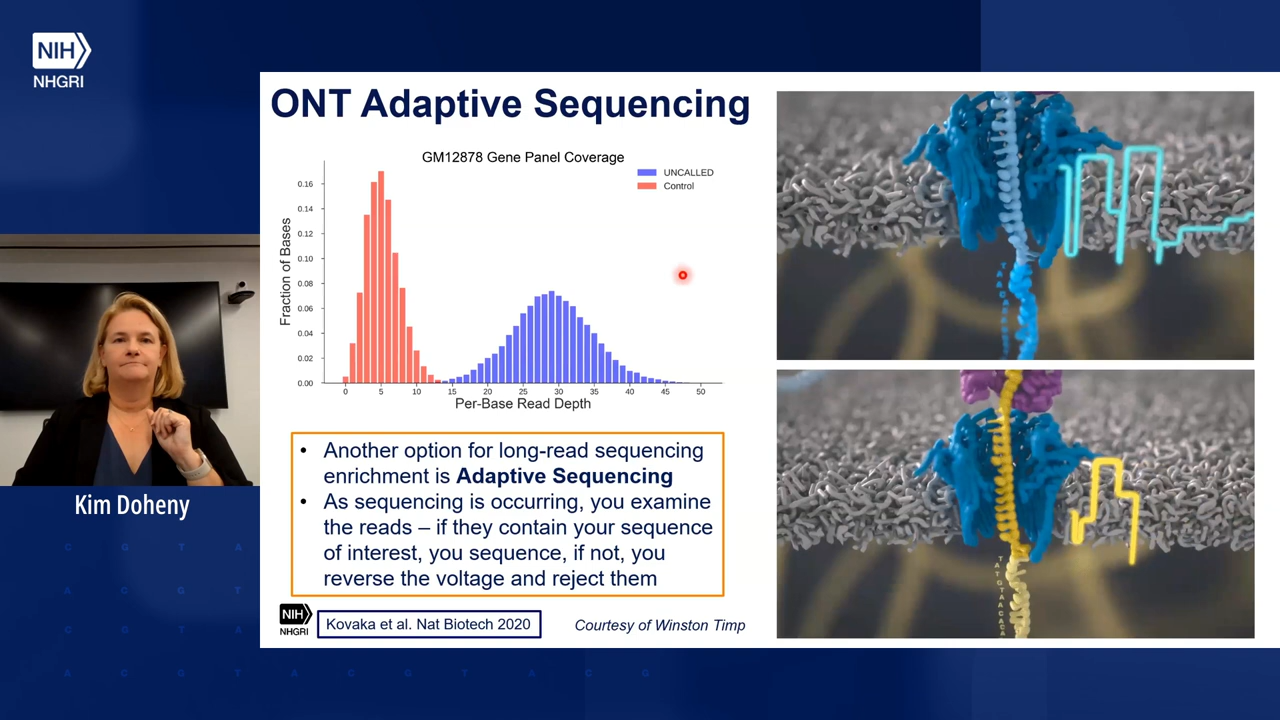 NIH
NHGRI
ONT Adaptive Sequencing
GM12878 Gene Panel Coverage
UNCALLED
Control
Fraction of Bases
0.16
0.14
0.12
0.10
0.08
0.06
0.04
0.02
0.00
0 5 10 15 20 25 30 35 40 45 50
Per-Base Read Depth
• Another option for long-read sequencing
enrichment is Adaptive Sequencing
• As sequencing is occurring, you examine
the reads – if they contain your sequence
of interest, you sequence, if not, you
reverse the voltage and reject them
NIH
NHGRI
Kovaka et al. Nat Biotech 2020
Courtesy of Winston Timp
Kim Doheny
C G T A
A C G T
C G T A
A C G T A C G T A C G